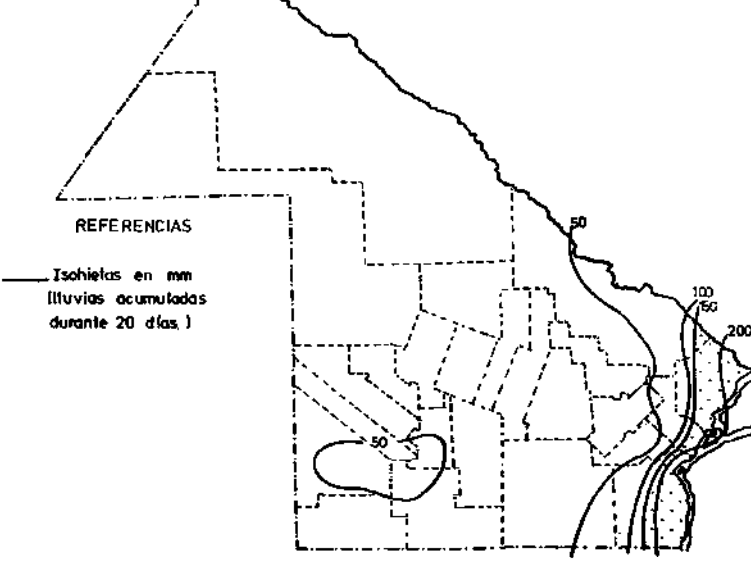 50
100
150
200
REFERENCIAS
Isohietas en mm
(lluvias acumuladas
durante 20 días.)
50